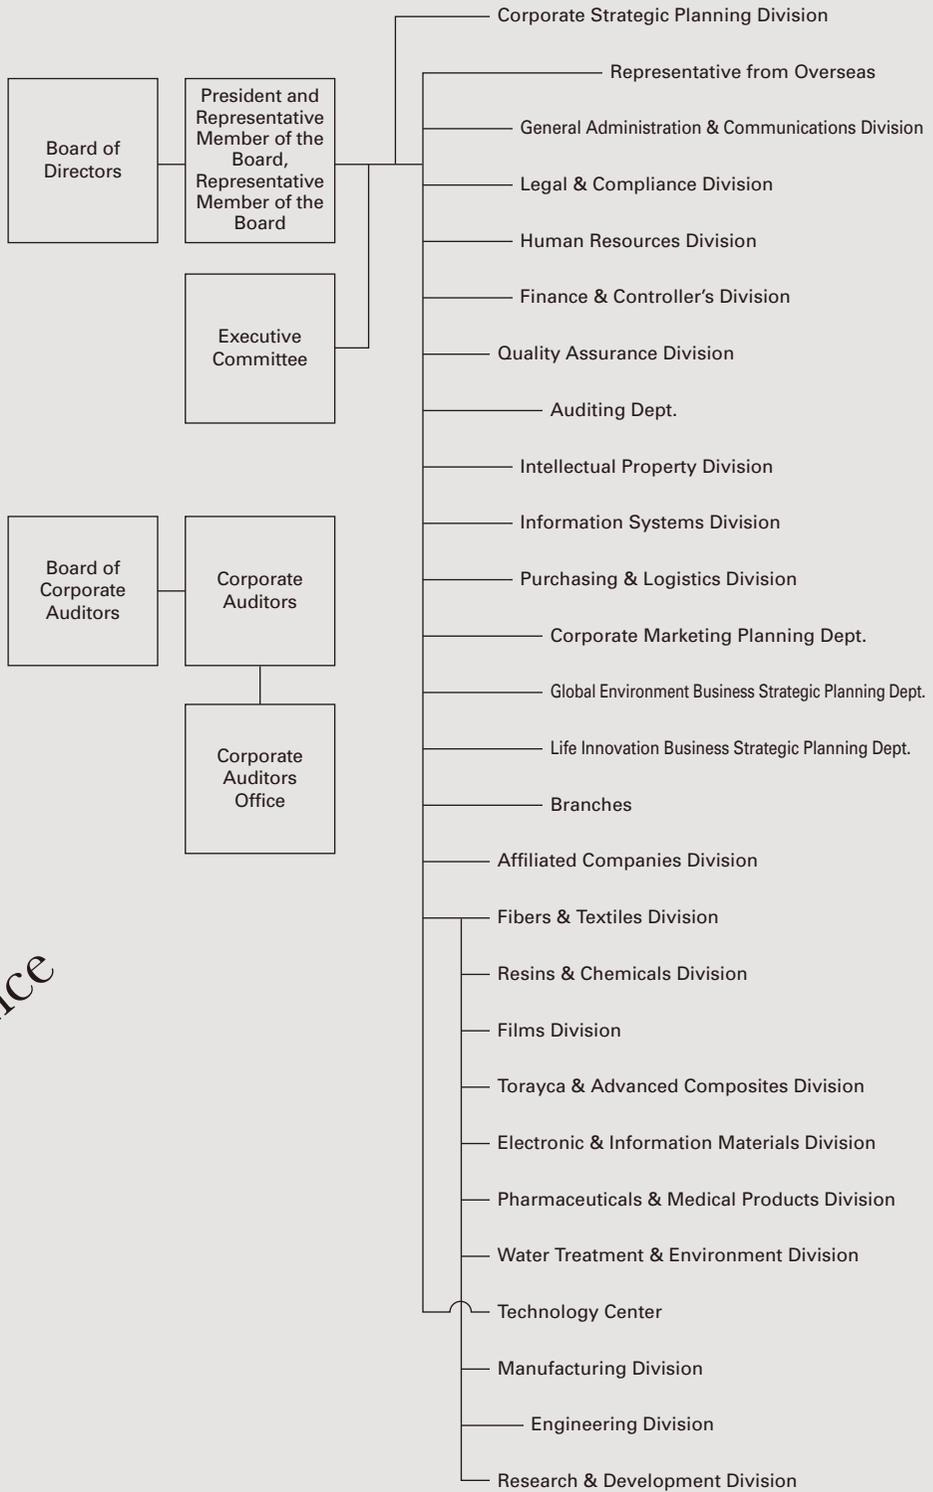 Corporate Strategic Planning Division
Representative from Overseas
General Administration & Communications Division
Legal & Compliance Division
Human Resources Division
Finance & Controller's Division
Quality Assurance Division
Auditing Dept.
Intellectual Property Division
Information Systems Division
Purchasing & Logistics Division
Corporate Marketing Planning Dept.
Global Environment Business Strategic Planning Dept.
Life Innovation Business Strategic Planning Dept.
Branches
Affiliated Companies Division
Fibers & Textiles Division
Resins & Chemicals Division
Films Division
Torayca & Advanced Composites Division
Electronic & Information Materials Division
Pharmaceuticals & Medical Products Division
Water Treatment & Environment Division
Technology Center
Manufacturing Division
Engineering Division
Research & Development Division
Board of
Directors
President and
Representative
Member of the
Board,
Representative
Member of the
Board
Executive
Committee
Board of
Corporate
Auditors
Corporate
Auditors
Corporate
Auditors
Office